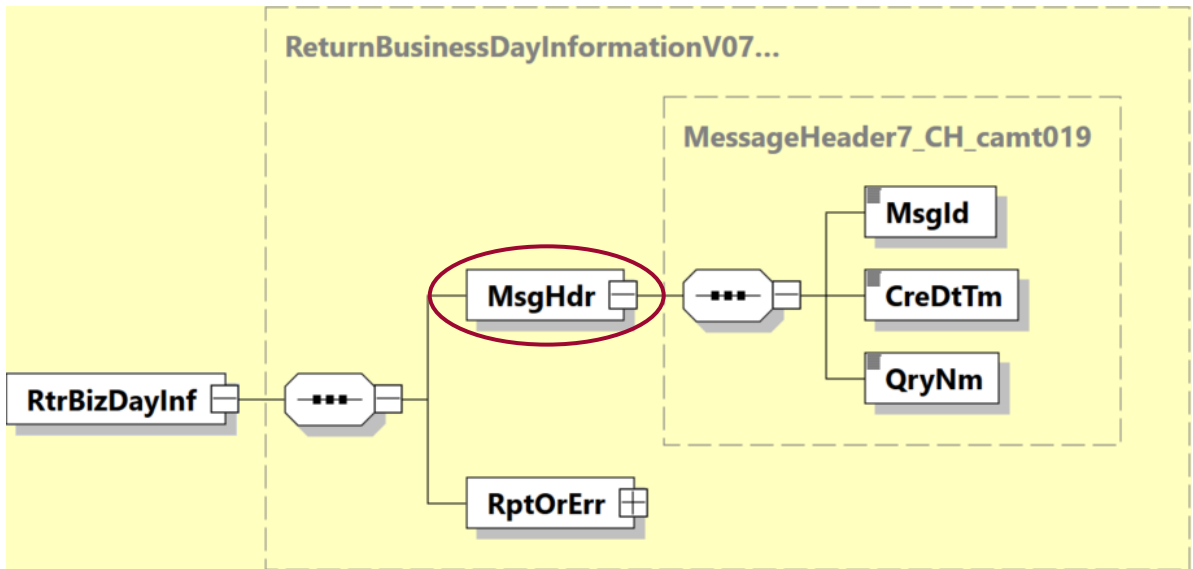 ReturnBusinessDayInformationV07...
MessageHeader7_CH_camt019
MsgId
MsgHdr
CreDtTm
QryNm
RtrBizDayInf
RptOrErr